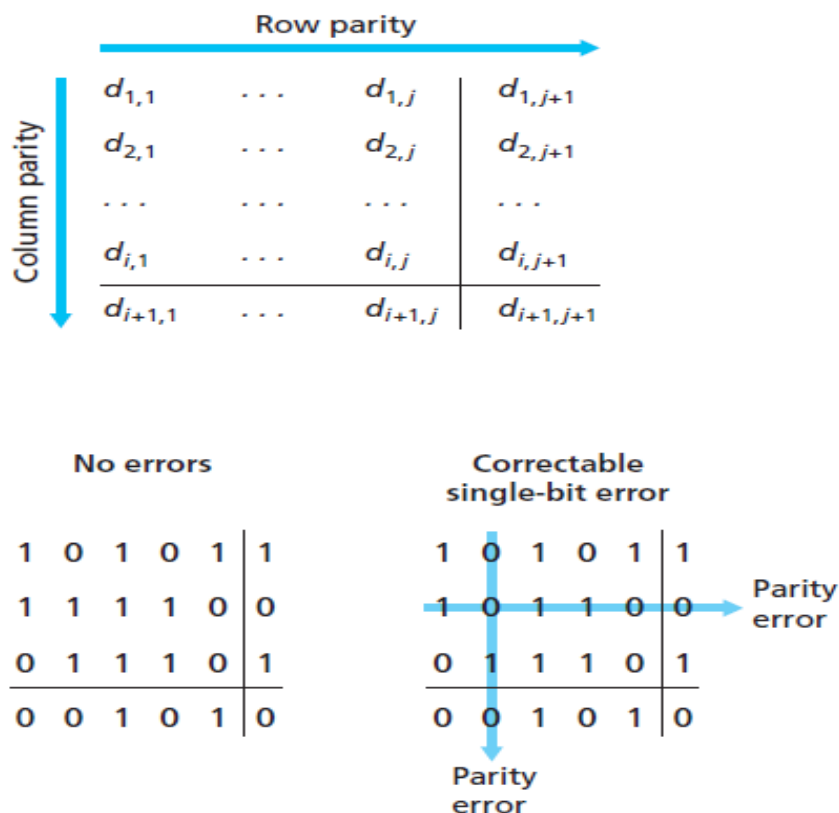 Row parity
Column parity
d1,1 . . . d1,j d1,j+1
d2,1 . . . d2,j d2,j+1
. . . . . . . . . . . .
di,1 . . . di,j di,j+1
di+1,1 . . . di+1,j di+1,j+1
No errors
1 0 1 0 1 1
1 1 1 1 0 0
0 1 1 1 0 1
0 0 1 0 1 0
Correctable
single-bit error
1 0 1 0 1 1
1 0 1 1 0 0
0 1 1 1 0 1
0 0 1 0 1 0
Parity
error
Parity
error